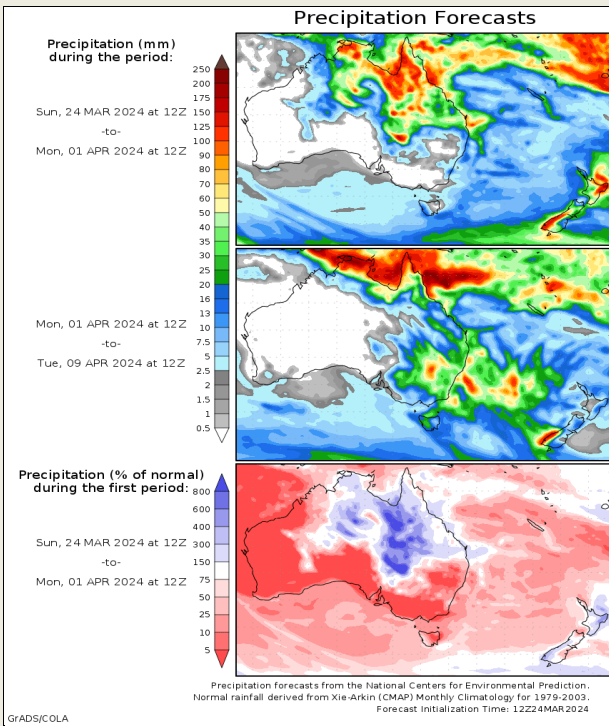 Precipitation Forecasts
Precipitation (mm)
during the period:
250
200
175
150
125
100
90
80
70
60
50
40
35
30
25
20
16
13
10
7.5
5
2.5
2
1.5
1
0.5
Sun, 24 MAR 2024 at 12Z
-to-
Mon, 01 APR 2024 at 12Z
Mon, 01 APR 2024 at 12Z
-to-
Tue, 09 APR 2024 at 12Z
Precipitation (% of normal)
during the first period:
800
600
400
300
150
75
50
25
10
5
Sun, 24 MAR 2024 at 12Z
-to-
Mon, 01 APR 2024 at 12Z
Precipitation forecasts from the National Centers for Environmental Prediction.
Normal rainfall derived from Xie-Arkin (CMAP) Monthly Climatology for 1979-2003.
Forecast Initialization Time: 12Z24MAR2024
GrADS/COLA